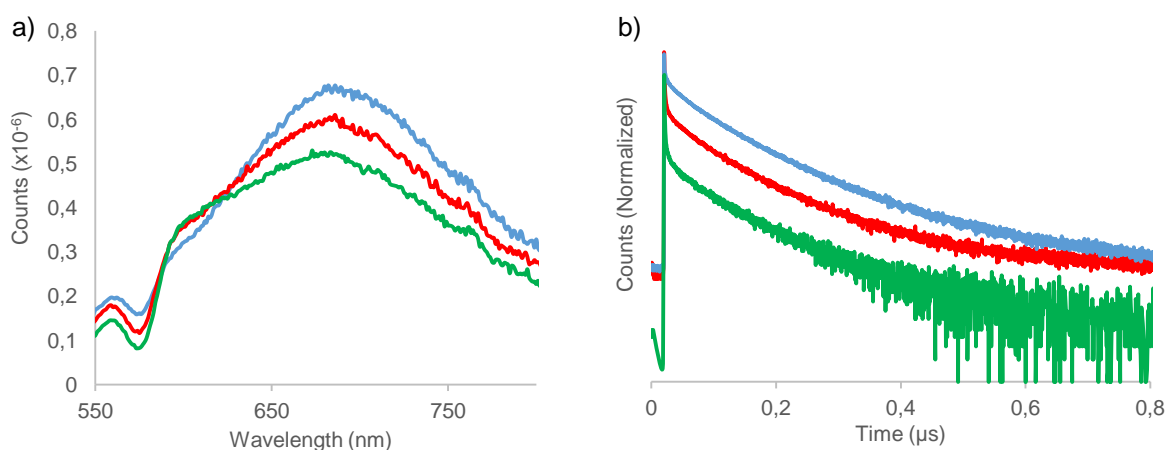 a)
0,8
0,7
0,6
0,5
0,4
0,3
0,2
0,1
0
Counts (x10⁻⁶)
550
650
750
Wavelength (nm)
b)
Counts (Normalized)
0
0,2
0,4
0,6
0,8
Time (µs)